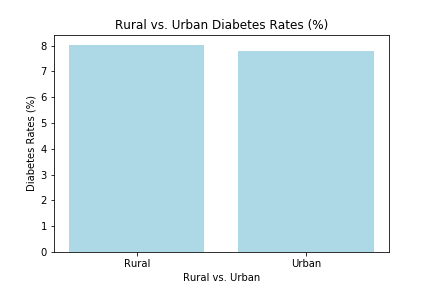 Rural vs. Urban Diabetes Rates (%)
8
7
6
5
4
3
2
1
0
Diabetes Rates (%)
Rural
Urban
Rural vs. Urban